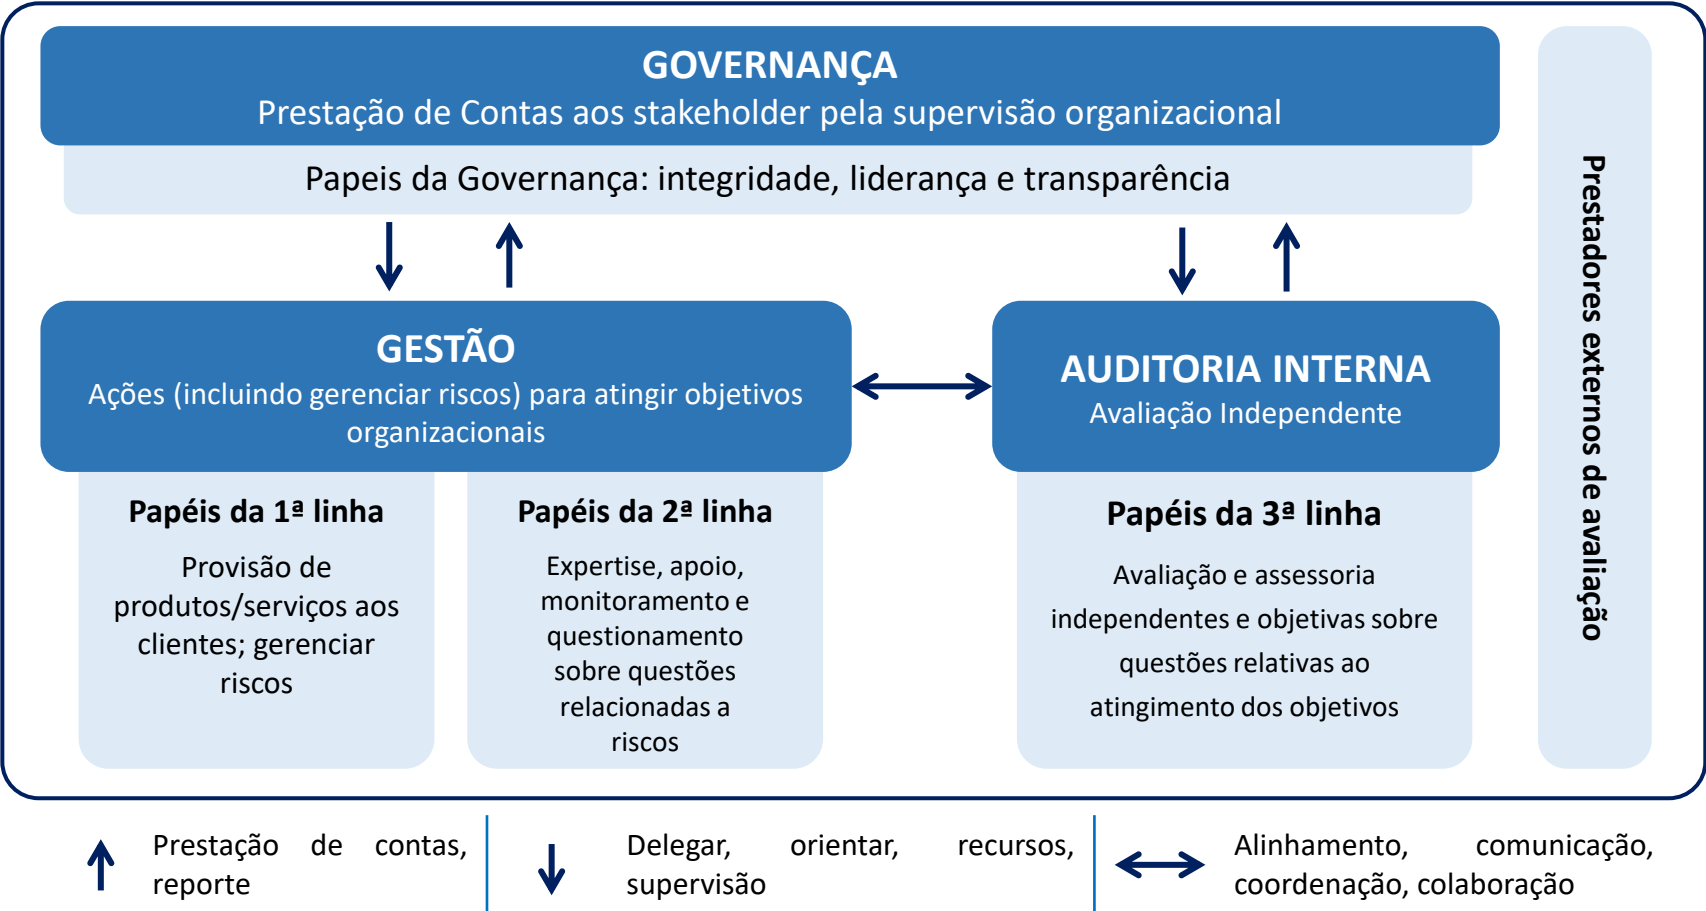 GOVERNANÇA
Prestação de Contas aos stakeholder pela supervisão organizacional
Papeis da Governança: integridade, liderança e transparência
GESTÃO
Ações (incluindo gerenciar riscos) para atingir objetivos
organizacionais
AUDITORIA INTERNA
Avaliação Independente
Papéis da 1ª linha
Provisão de
produtos/serviços aos
clientes; gerenciar
riscos
Papéis da 2ª linha
Expertise, apoio,
monitoramento e
questionamento
sobre questões
relacionadas a
riscos
Papéis da 3ª linha
Avaliação e assessoria
independentes e objetivas sobre
questões relativas ao
atingimento dos objetivos
Prestadores externos de avaliação
Prestação de contas,
reporte
Delegar, orientar, recursos,
supervisão
Alinhamento, comunicação,
coordenação, colaboração